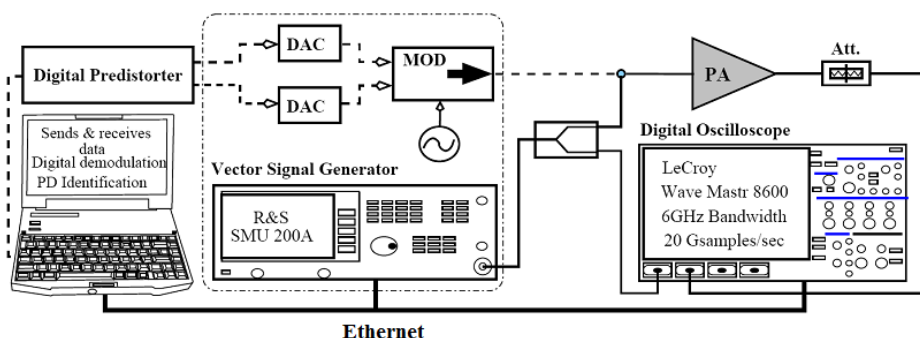 DAC
MOD
Att.
Digital Predistorter
PA
DAC
Sends & receives
data
Digital demodulation
PD Identification
Digital Oscilloscope
Vector Signal Generator
LeCroy
Wave Mastr 8600
6GHz Bandwidth
20 Gsamples/sec
R&S
SMU 200A
Ethernet